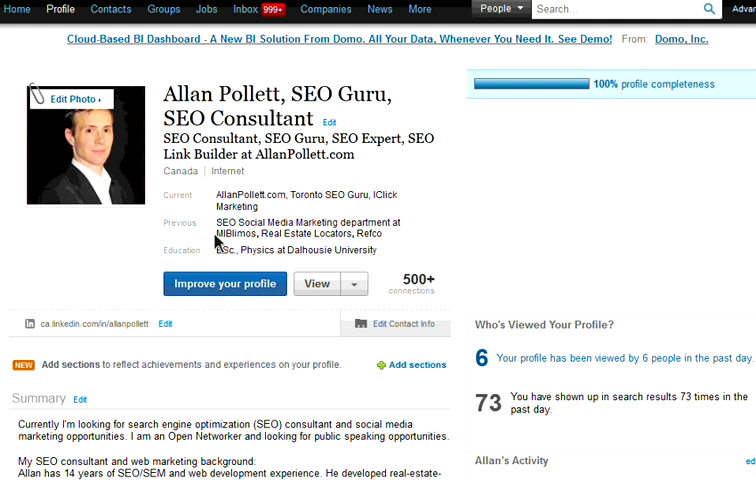 Home Profile Contacts Groups Jobs Inbox 999+ Companies News More People Search...
Cloud-Based BI Dashboard - A New BI Solution From Domo. All Your Data, Whenever You Need It. See Demo! From: Domo, Inc.
Edit Photo
Allan Pollett, SEO Guru,
SEO Consultant Edit
SEO Consultant, SEO Guru, SEO Expert, SEO
Link Builder at AllanPollett.com
Canada Internet
Current AllanPollett.com, Toronto SEO Guru, IClick
Marketing
Previous SEO Social Media Marketing department at
MIBlimos, Real Estate Locators, Refco
Education BSc., Physics at Dalhousie University
Improve your profile View 500+
connections
ca.linkedin.com/in/allanpollett Edit Edit Contact Info
NEW Add sections to reflect achievements and experiences on your profile. Add sections
Summary Edit
Currently I'm looking for search engine optimization (SEO) consultant and social media
marketing opportunities. I am an Open Networker and looking for public speaking opportunities.
My SEO consultant and web marketing background:
Allan has 14 years of SEO/SEM and web development experience. He developed real-estate-
100% profile completeness
Who's Viewed Your Profile?
6 Your profile has been viewed by 6 people in the past day.
73 You have shown up in search results 73 times in the
past day.
Allan's Activity